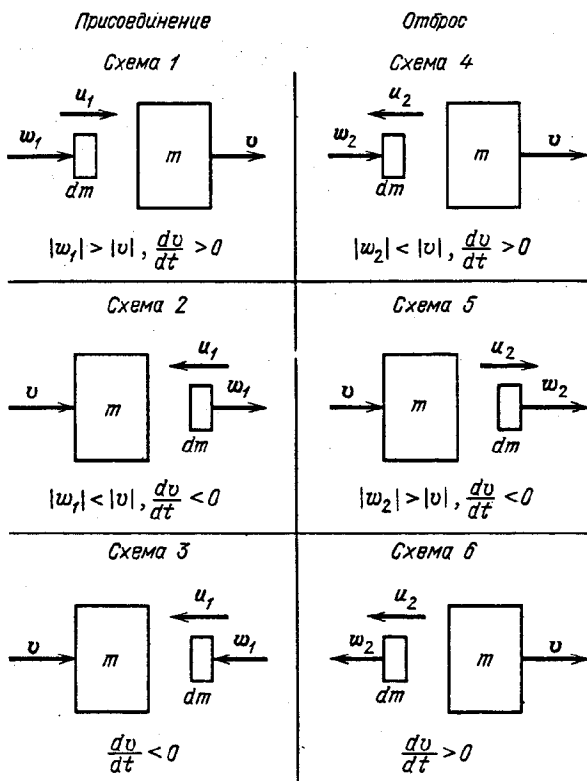 Присоединение Отброс
Схема 1 Схема 4
u₁ u₂
w₁ m v w₂ m v
dm dm
|w₁| > |v|, dv/dt > 0 |w₂| < |v|, dv/dt > 0
Схема 2 Схема 5
u₁ u₂
v m w₁ v m w₂
dm dm
|w₁| < |v|, dv/dt < 0 |w₂| > |v|, dv/dt < 0
Схема 3 Схема 6
u₁ u₂
v m w₁ w₂ m v
dm dm
dv/dt < 0 dv/dt > 0